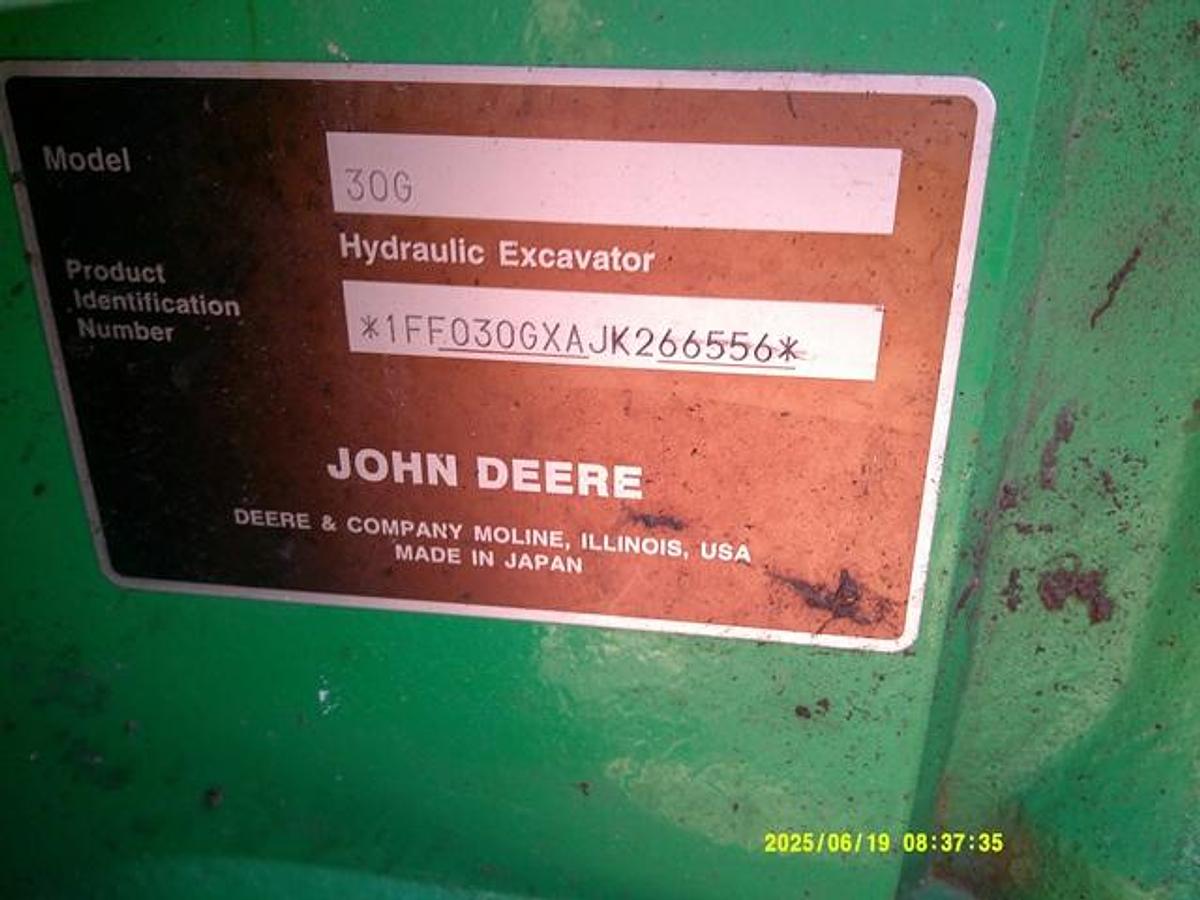 Model
30G
Hydraulic Excavator
Product
Identification
Number
*1FF030GXAJK266556*
JOHN DEERE
DEERE & COMPANY MOLINE, ILLINOIS, USA
MADE IN JAPAN
2025/06/19 08:37:35